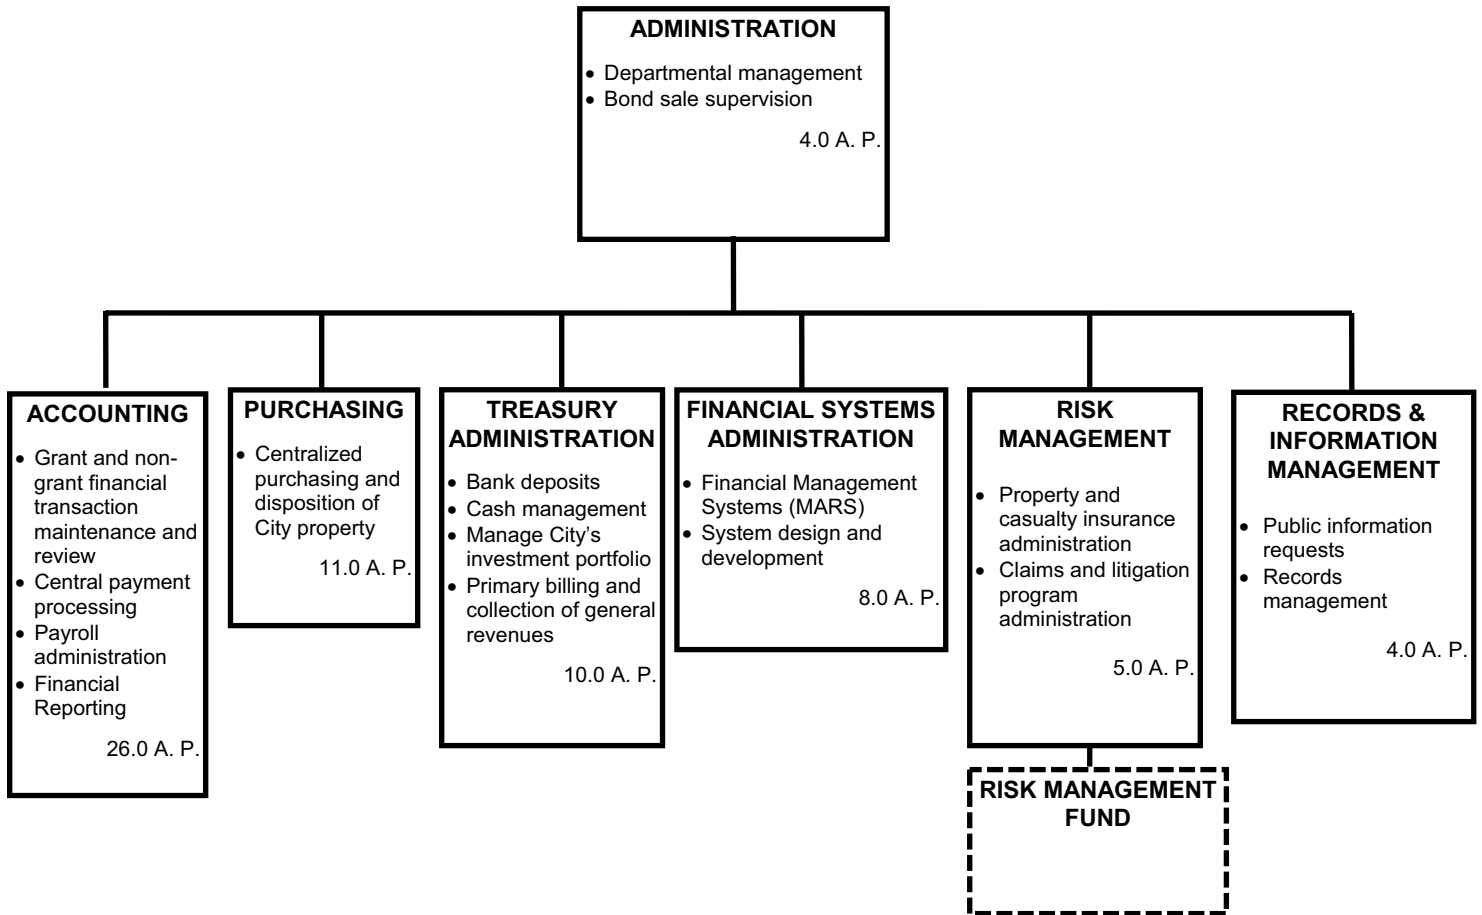 ADMINISTRATION
• Departmental management
• Bond sale supervision
4.0 A. P.
ACCOUNTING
• Grant and non-
grant financial
transaction
maintenance and
review
• Central payment
processing
• Payroll
administration
• Financial
Reporting
26.0 A. P.
PURCHASING
• Centralized
purchasing and
disposition of
City property
11.0 A. P.
TREASURY
ADMINISTRATION
• Bank deposits
• Cash management
• Manage City’s
investment portfolio
• Primary billing and
collection of general
revenues
10.0 A. P.
FINANCIAL SYSTEMS
ADMINISTRATION
• Financial Management
Systems (MARS)
• System design and
development
8.0 A. P.
RISK
MANAGEMENT
• Property and
casualty insurance
administration
• Claims and litigation
program
administration
5.0 A. P.
RISK MANAGEMENT
FUND
RECORDS &
INFORMATION
MANAGEMENT
• Public information
requests
• Records
management
4.0 A. P.